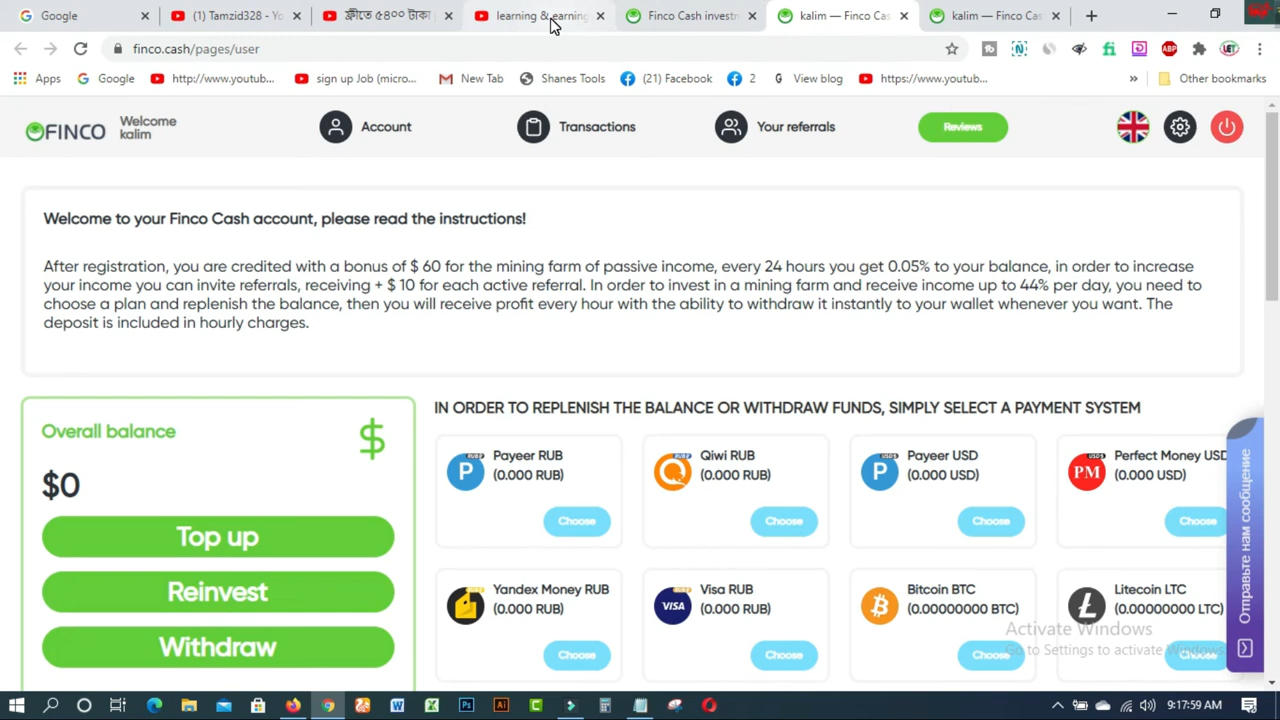 Google
(1) Tamzid328 - Yo
ফ্রীতে ৫৪০০ টাকা
learning & earning
Finco Cash investm
kalim — Finco Cas
kalim — Finco Cas
finco.cash/pages/user
ABP
Apps
Google
http://www.youtub...
sign up Job (micro...
New Tab
Shanes Tools
(21) Facebook
2
View blog
https://www.youtub...
»
Other bookmarks
FINCO
Welcome
kalim
Account
Transactions
Your referrals
Reviews
Welcome to your Finco Cash account, please read the instructions!
After registration, you are credited with a bonus of $ 60 for the mining farm of passive income, every 24 hours you get 0.05% to your balance, in order to increase
your income you can invite referrals, receiving + $ 10 for each active referral. In order to invest in a mining farm and receive income up to 44% per day, you need to
choose a plan and replenish the balance, then you will receive profit every hour with the ability to withdraw it instantly to your wallet whenever you want. The
deposit is included in hourly charges.
Overall balance
$
$0
Top up
Reinvest
Withdraw
IN ORDER TO REPLENISH THE BALANCE OR WITHDRAW FUNDS, SIMPLY SELECT A PAYMENT SYSTEM
Payeer RUB
(0.000 RUB)
Choose
Qiwi RUB
(0.000 RUB)
Choose
Payeer USD
(0.000 USD)
Choose
PM
Perfect Money USD
(0.000 USD)
Choose
Yandex Money RUB
(0.000 RUB)
Choose
VISA
Visa RUB
(0.000 RUB)
Choose
Bitcoin BTC
(0.00000000 BTC)
Choose
Litecoin LTC
(0.00000000 LTC)
Choose
Отправьте нам сообщение
Activate Windows
Go to Settings to activate Windows.
9:17:59 AM